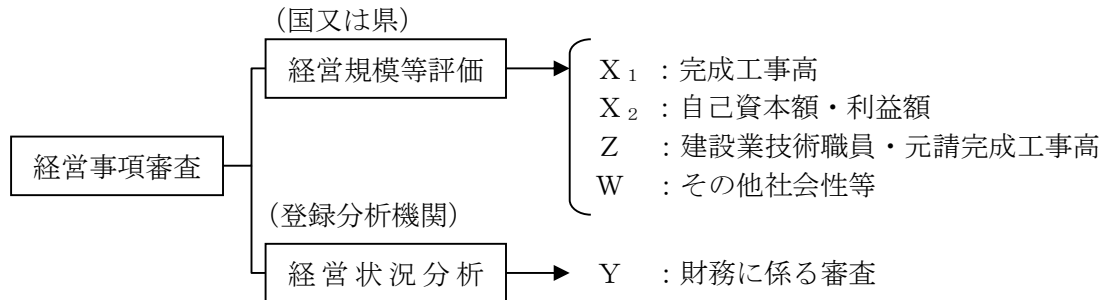 (国又は県)
経営規模等評価
X₁ :完成工事高
X₂ :自己資本額・利益額
Z :建設業技術職員・元請完成工事高
W :その他社会性等
経営事項審査
(登録分析機関)
経営状況分析
Y :財務に係る審査